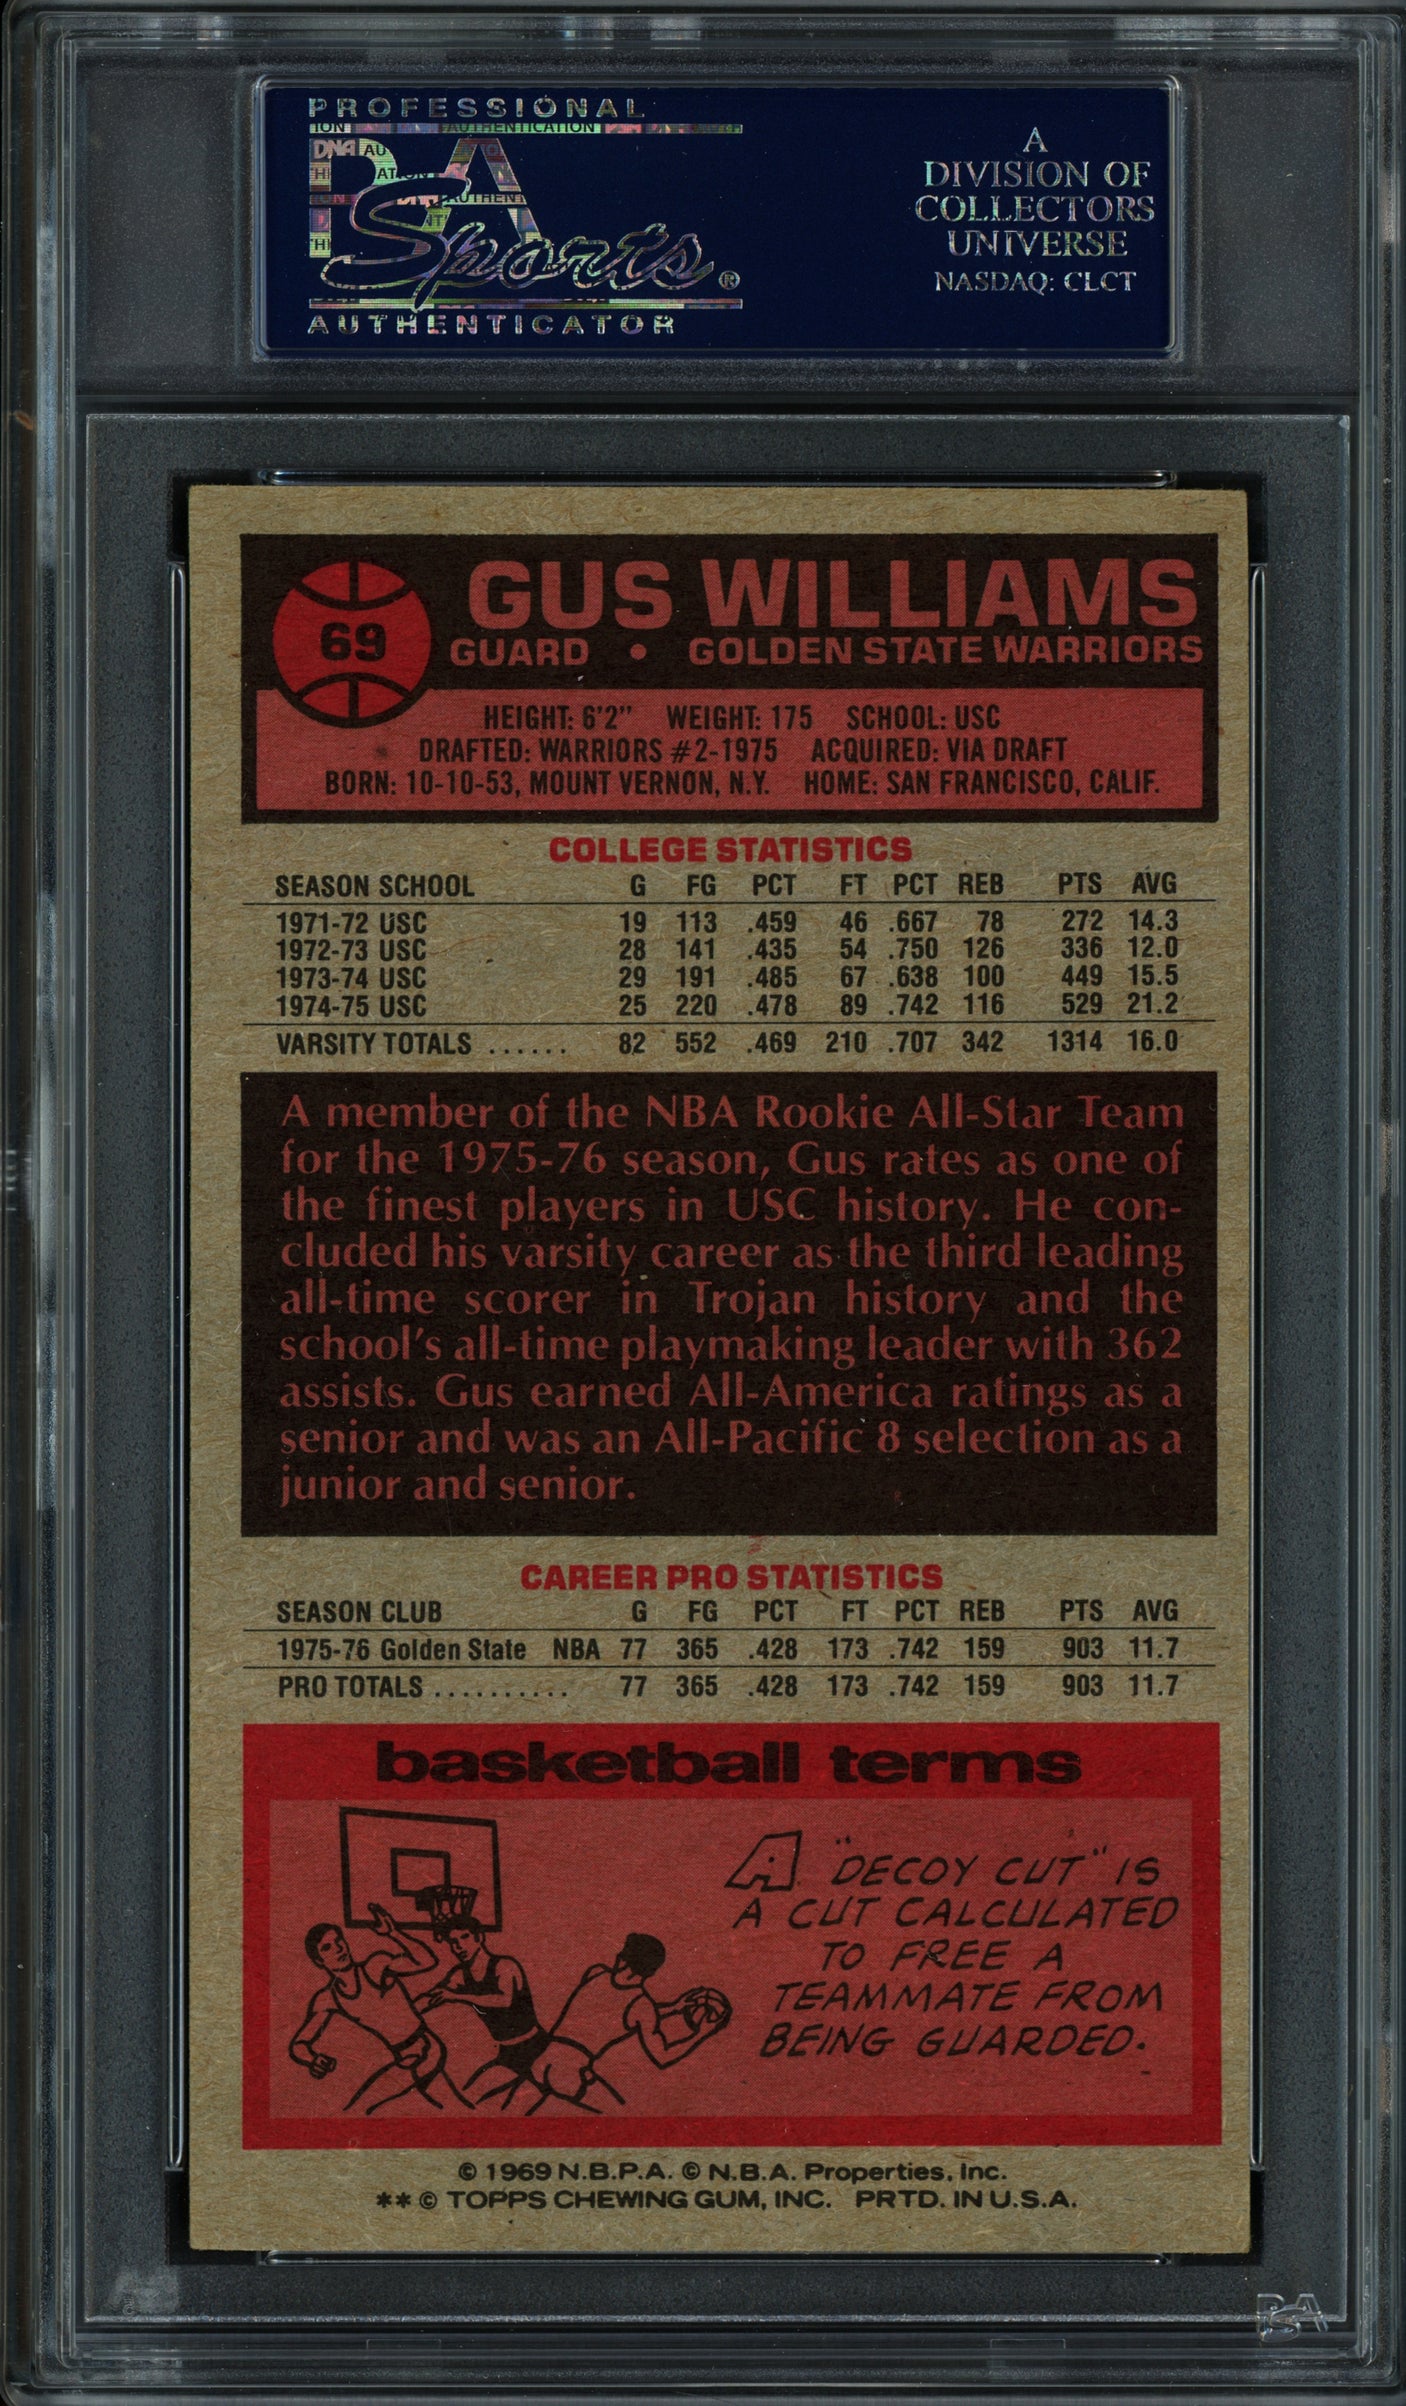 PROFESSIONAL
PSA
Sports®
AUTHENTICATOR
A
DIVISION OF
COLLECTORS
UNIVERSE
NASDAQ: CLCT
69
GUS WILLIAMS
GUARD • GOLDEN STATE WARRIORS
HEIGHT: 6'2" WEIGHT: 175 SCHOOL: USC
DRAFTED: WARRIORS #2-1975 ACQUIRED: VIA DRAFT
BORN: 10-10-53, MOUNT VERNON, N.Y. HOME: SAN FRANCISCO, CALIF.
COLLEGE STATISTICS
SEASON SCHOOL G FG PCT FT PCT REB PTS AVG
1971-72 USC 19 113 .459 46 .667 78 272 14.3
1972-73 USC 28 141 .435 54 .750 126 336 12.0
1973-74 USC 29 191 .485 67 .638 100 449 15.5
1974-75 USC 25 220 .478 89 .742 116 529 21.2
VARSITY TOTALS ...... 82 552 .469 210 .707 342 1314 16.0
A member of the NBA Rookie All-Star Team
for the 1975-76 season, Gus rates as one of
the finest players in USC history. He con-
cluded his varsity career as the third leading
all-time scorer in Trojan history and the
school's all-time playmaking leader with 362
assists. Gus earned All-America ratings as a
senior and was an All-Pacific 8 selection as a
junior and senior.
CAREER PRO STATISTICS
SEASON CLUB G FG PCT FT PCT REB PTS AVG
1975-76 Golden State NBA 77 365 .428 173 .742 159 903 11.7
PRO TOTALS .......... 77 365 .428 173 .742 159 903 11.7
basketball terms
A "DECOY CUT" IS
A CUT CALCULATED
TO FREE A
TEAMMATE FROM
BEING GUARDED.
© 1969 N.B.P.A. © N.B.A. Properties, Inc.
** © TOPPS CHEWING GUM, INC. PRTD. IN U.S.A.
PSA